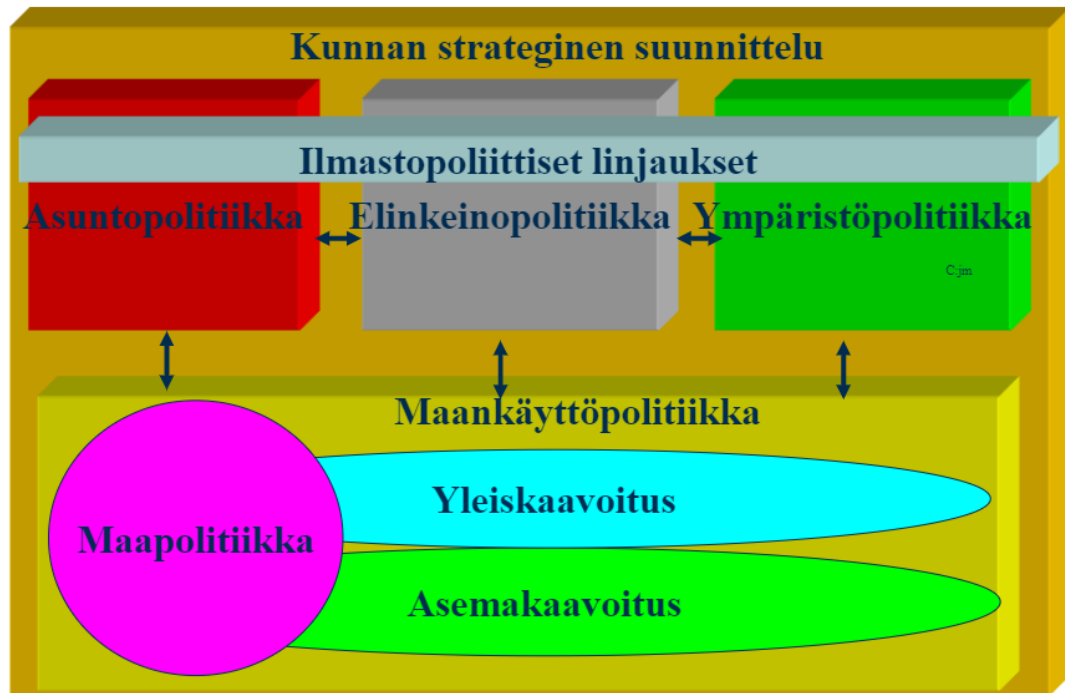 Kunnan strateginen suunnittelu
Ilmastopoliittiset linjaukset
Asuntopolitiikka
Elinkeinopolitiikka
Ympäristöpolitiikka
C:jm
Maankäyttöpolitiikka
Yleiskaavoitus
Maapolitiikka
Asemakaavoitus